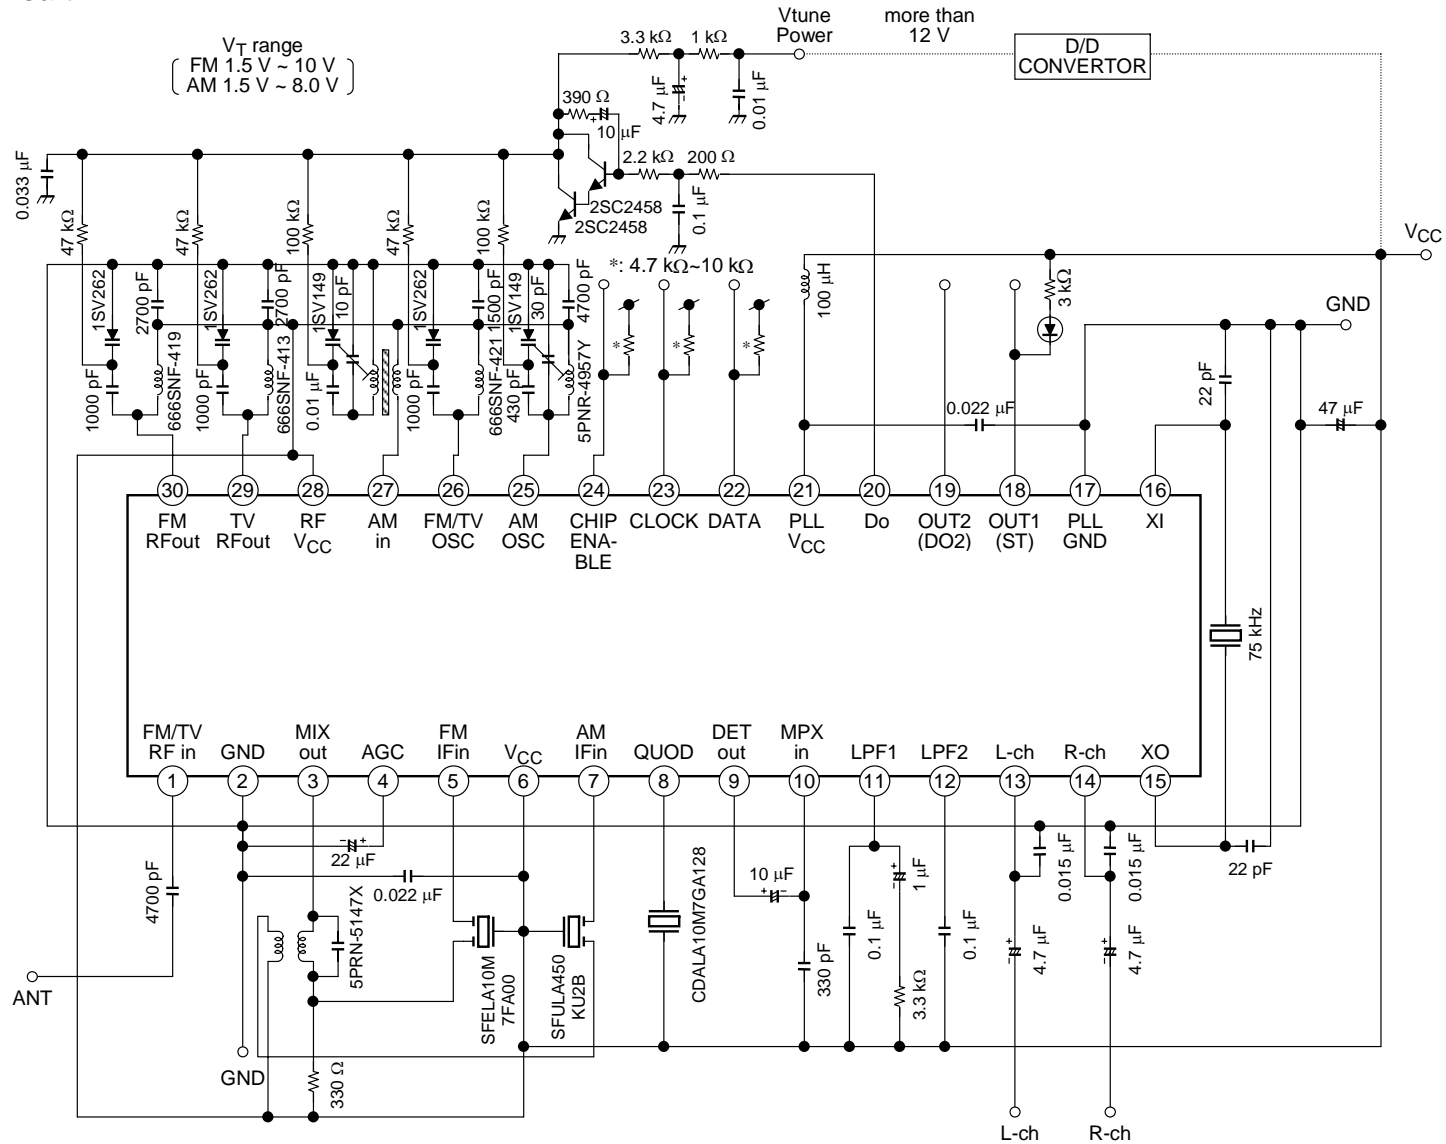 V_T range
FM 1.5 V ~ 10 V
AM 1.5 V ~ 8.0 V
3.3 kΩ
1 kΩ
Vtune
Power
more than
12 V
D/D
CONVERTOR
4.7 µF
0.01 µF
390 Ω
10 µF
2.2 kΩ
200 Ω
0.1 µF
2SC2458
2SC2458
*: 4.7 kΩ~10 kΩ
0.033 µF
47 kΩ
47 kΩ
100 kΩ
47 kΩ
100 kΩ
1SV262
2700 pF
1SV262
2700 pF
1SV149
10 pF
1SV262
1500 pF
1SV149
30 pF
4700 pF
1000 pF
666SNF-419
1000 pF
666SNF-413
0.01 µF
1000 pF
666SNF-421
430 pF
5PNR-4957Y
*
*
*
100 µH
3 kΩ
VCC
GND
22 pF
0.022 µF
47 µF
30
29
28
27
26
25
24
23
22
21
20
19
18
17
16
FM
RFout
TV
RFout
RF
VCC
AM
in
FM/TV
OSC
AM
OSC
CHIP
ENA-
BLE
CLOCK
DATA
PLL
VCC
Do
OUT2
(DO2)
OUT1
(ST)
PLL
GND
XI
75 kHz
FM/TV
RF in
GND
MIX
out
AGC
FM
IFin
VCC
AM
IFin
QUOD
DET
out
MPX
in
LPF1
LPF2
L-ch
R-ch
XO
1
2
3
4
5
6
7
8
9
10
11
12
13
14
15
4700 pF
22 µF
0.022 µF
5PRN-5147X
SFELA10M
7FA00
SFULA450
KU2B
CDALA10M7GA128
10 µF
330 pF
0.1 µF
1 µF
3.3 kΩ
0.1 µF
0.015 µF
4.7 µF
0.015 µF
4.7 µF
22 pF
ANT
GND
330 Ω
L-ch
R-ch